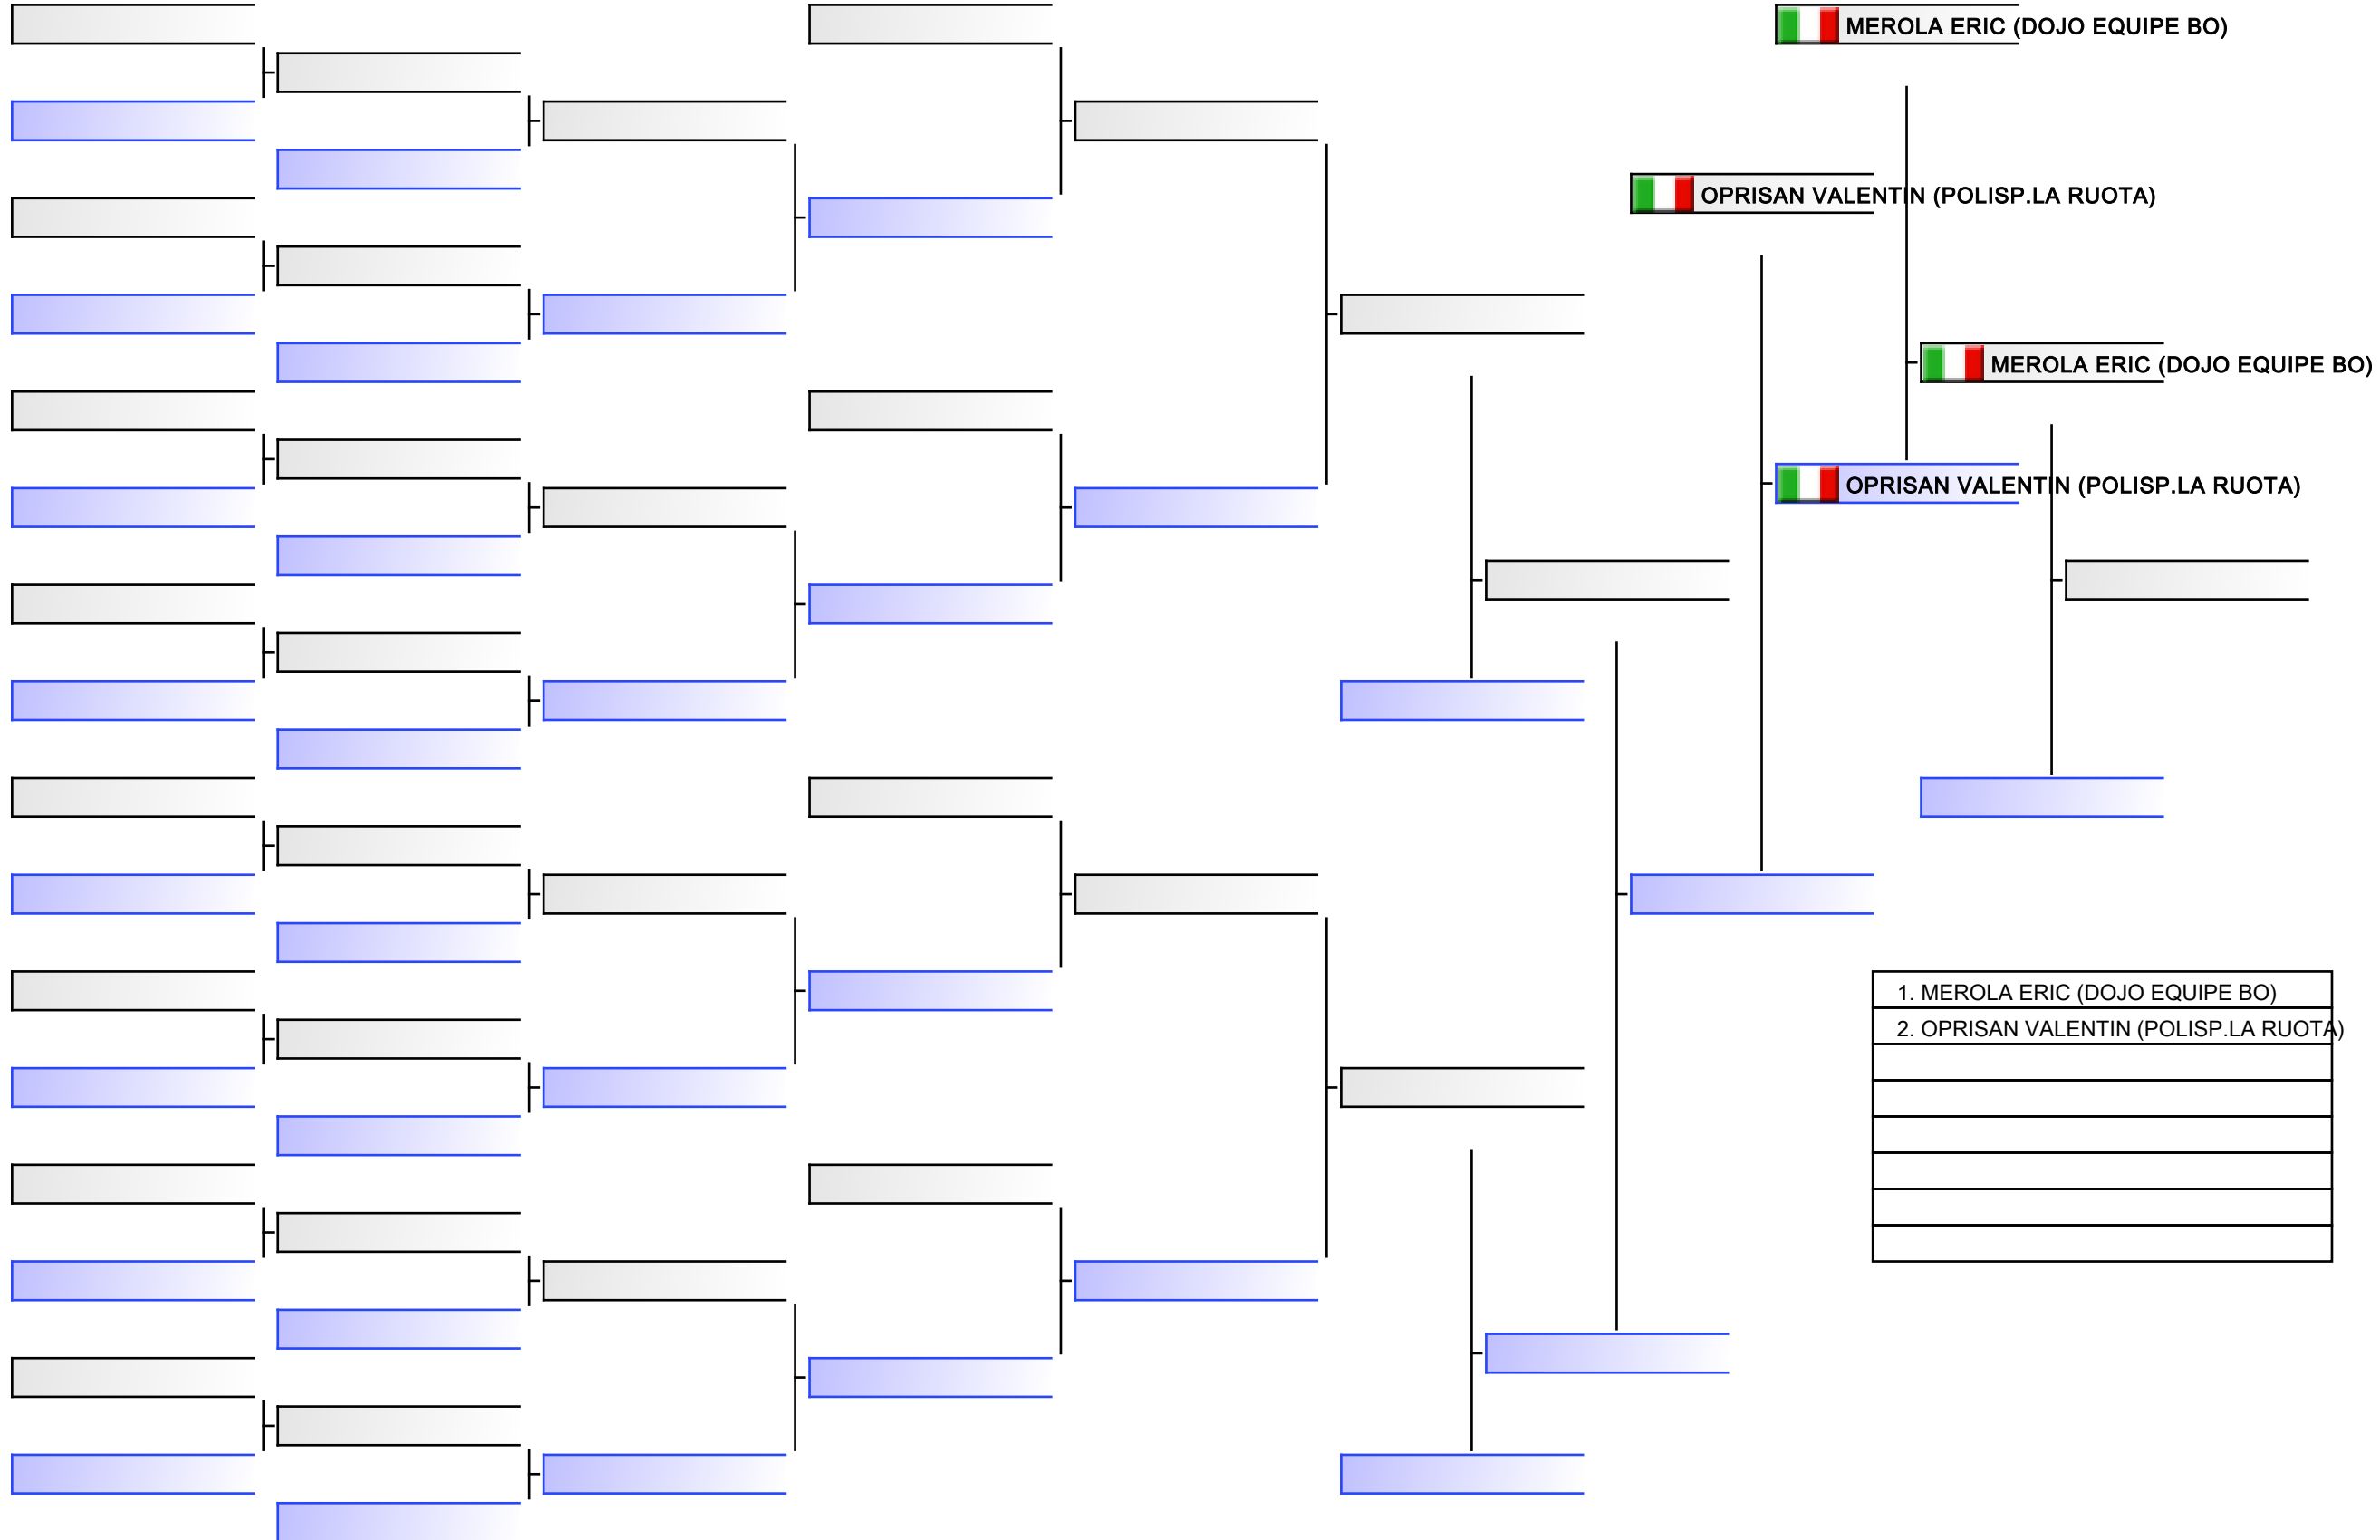 MEROLA ERIC (DOJO EQUIPE BO)
OPRISAN VALENTIN (POLISP.LA RUOTA)
MEROLA ERIC (DOJO EQUIPE BO)
OPRISAN VALENTIN (POLISP.LA RUOTA)
1. MEROLA ERIC (DOJO EQUIPE BO)
2. OPRISAN VALENTIN (POLISP.LA RUOTA)